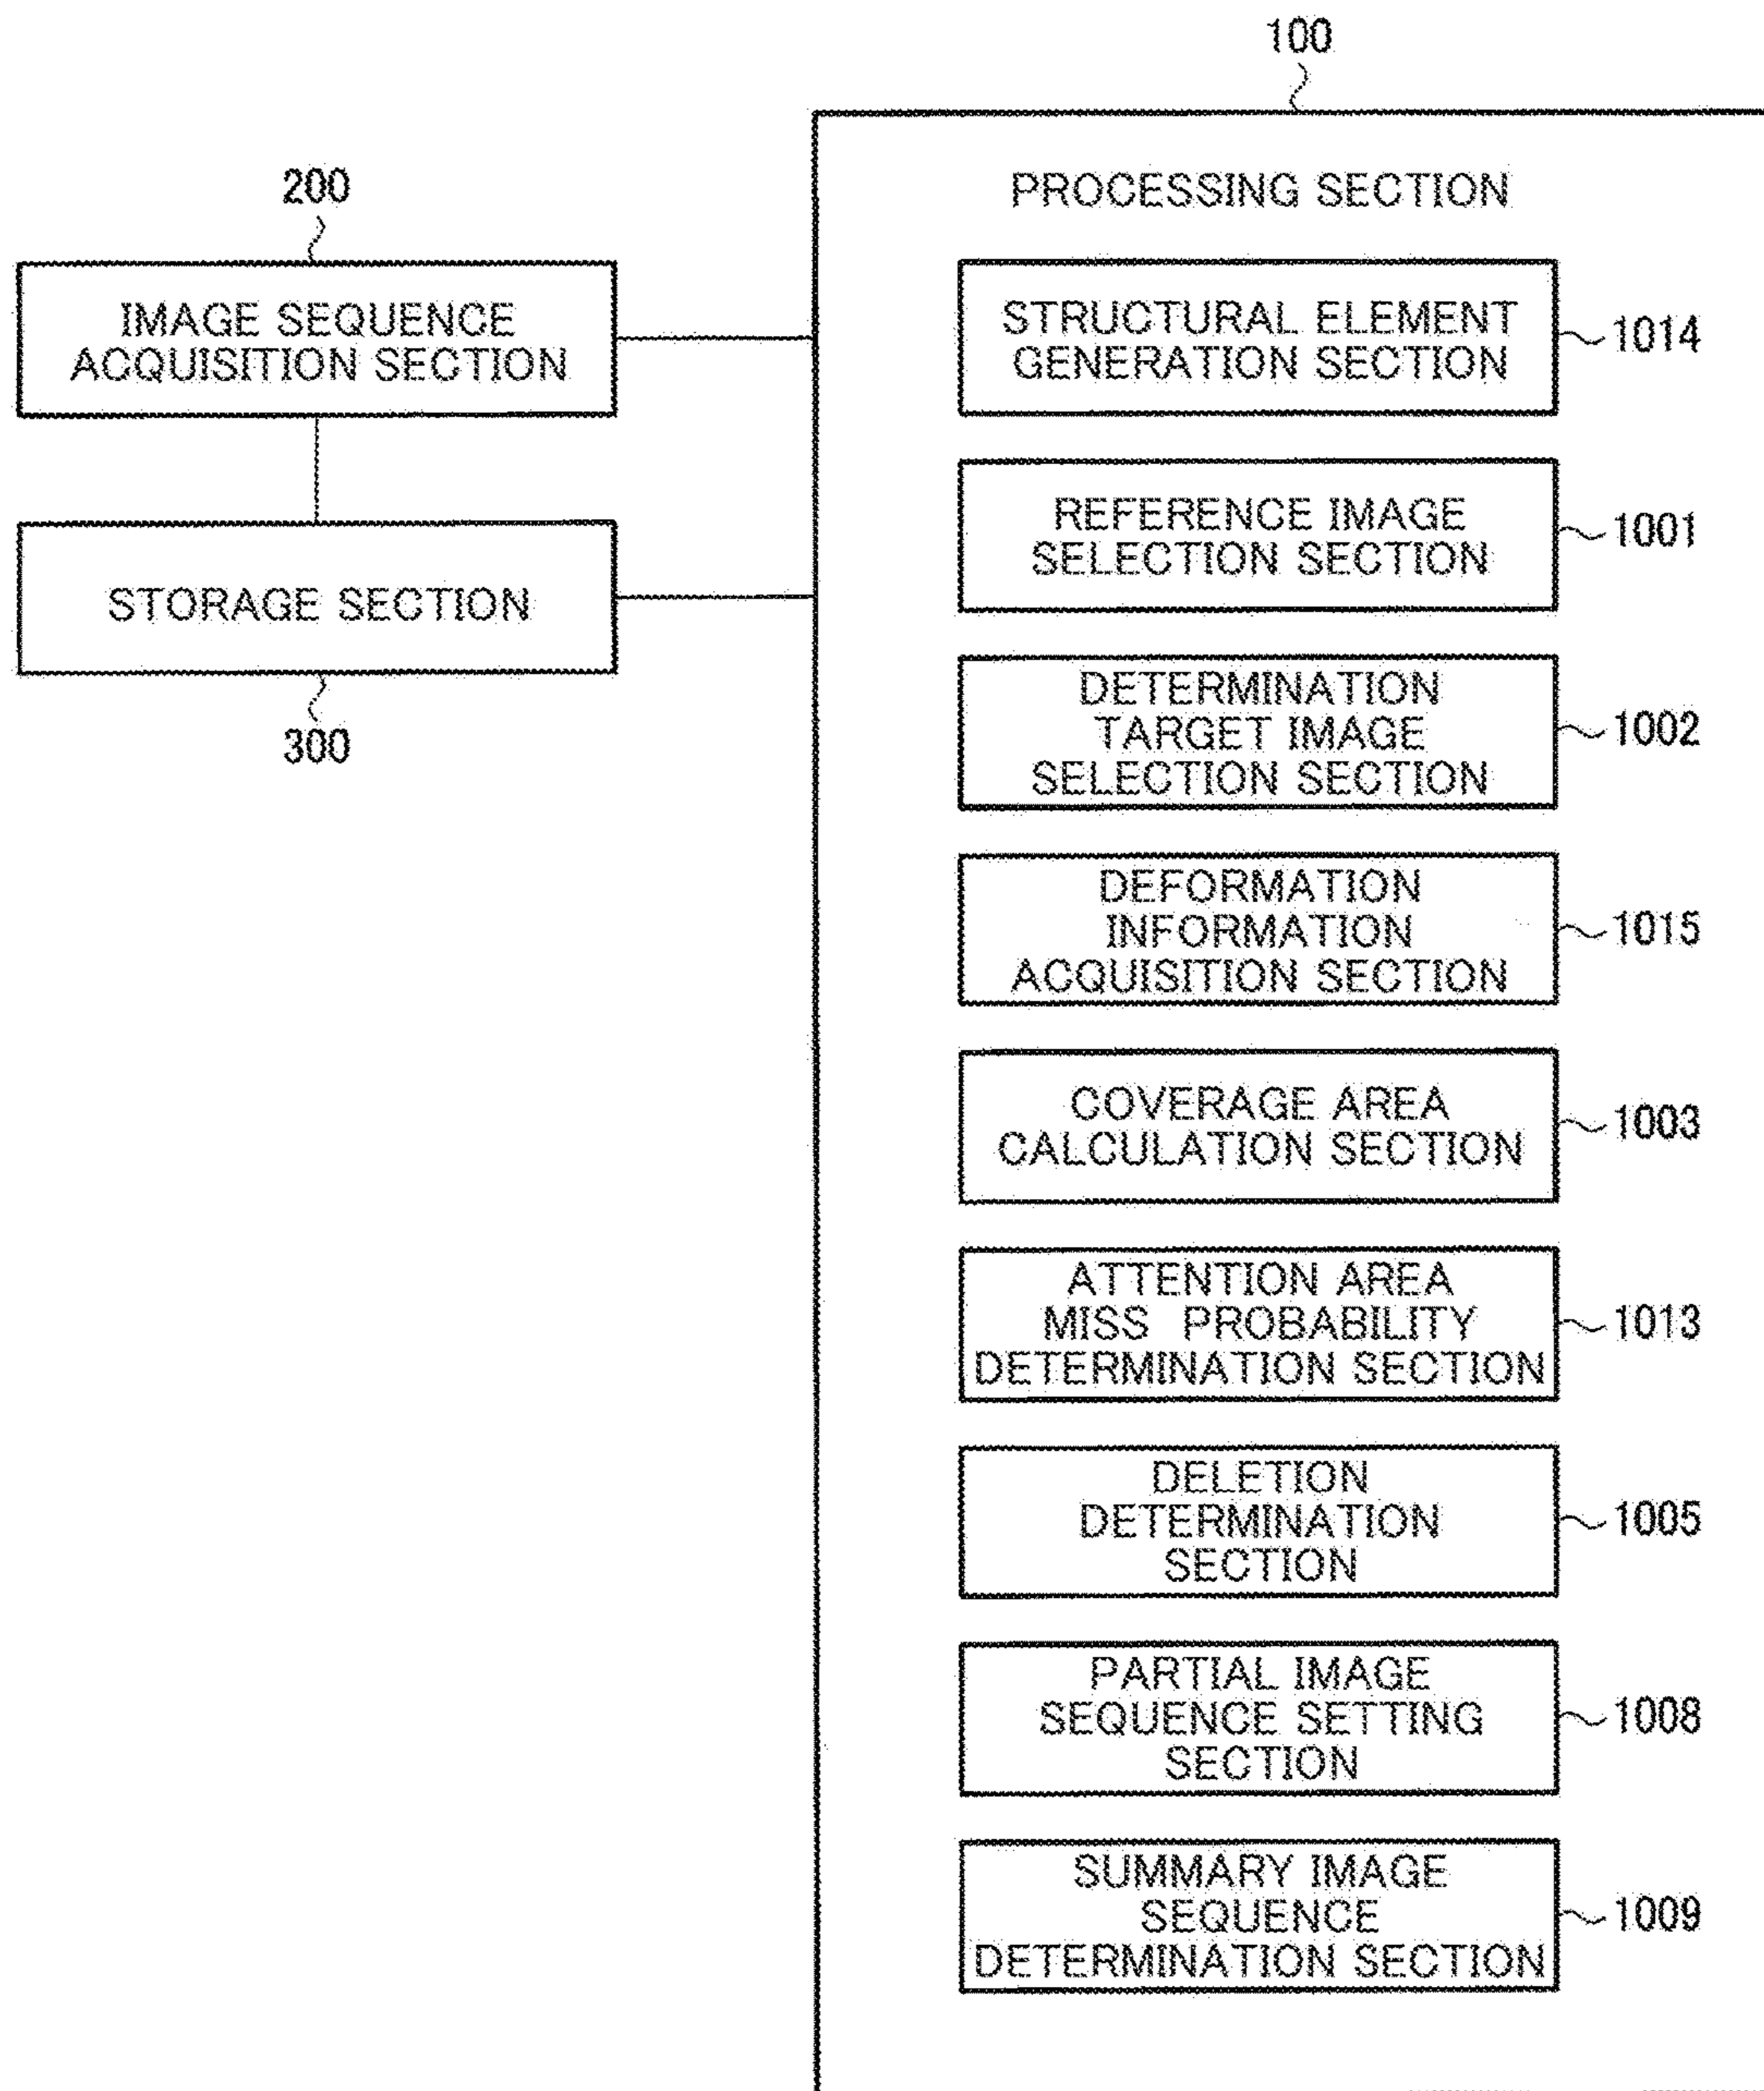 100
PROCESSING SECTION
200
IMAGE SEQUENCE
ACQUISITION SECTION
STORAGE SECTION
300
STRUCTURAL ELEMENT
GENERATION SECTION
1014
REFERENCE IMAGE
SELECTION SECTION
1001
DETERMINATION
TARGET IMAGE
SELECTION SECTION
1002
DEFORMATION
INFORMATION
ACQUISITION SECTION
1015
COVERAGE AREA
CALCULATION SECTION
1003
ATTENTION AREA
MISS PROBABILITY
DETERMINATION SECTION
1013
DELETION
DETERMINATION
SECTION
1005
PARTIAL IMAGE
SEQUENCE SETTING
SECTION
1008
SUMMARY IMAGE
SEQUENCE
DETERMINATION SECTION
1009